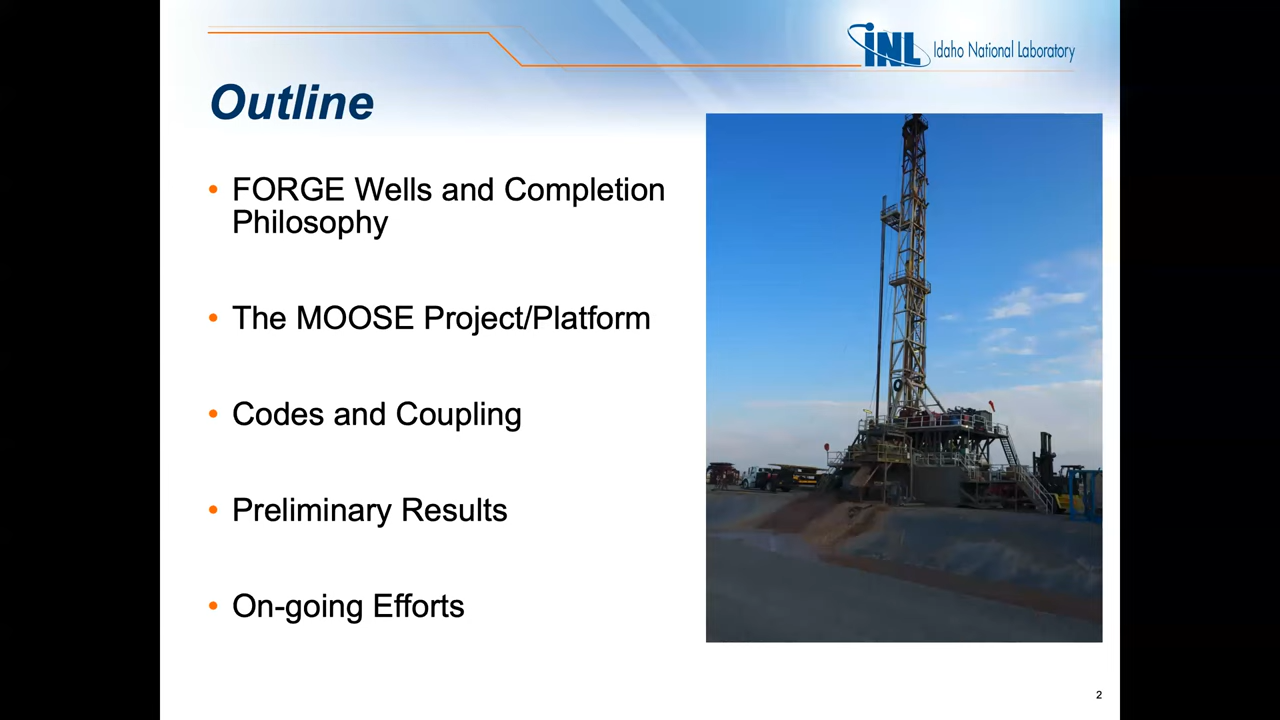 INL Idaho National Laboratory
Outline
• FORGE Wells and Completion
Philosophy
• The MOOSE Project/Platform
• Codes and Coupling
• Preliminary Results
• On-going Efforts
2